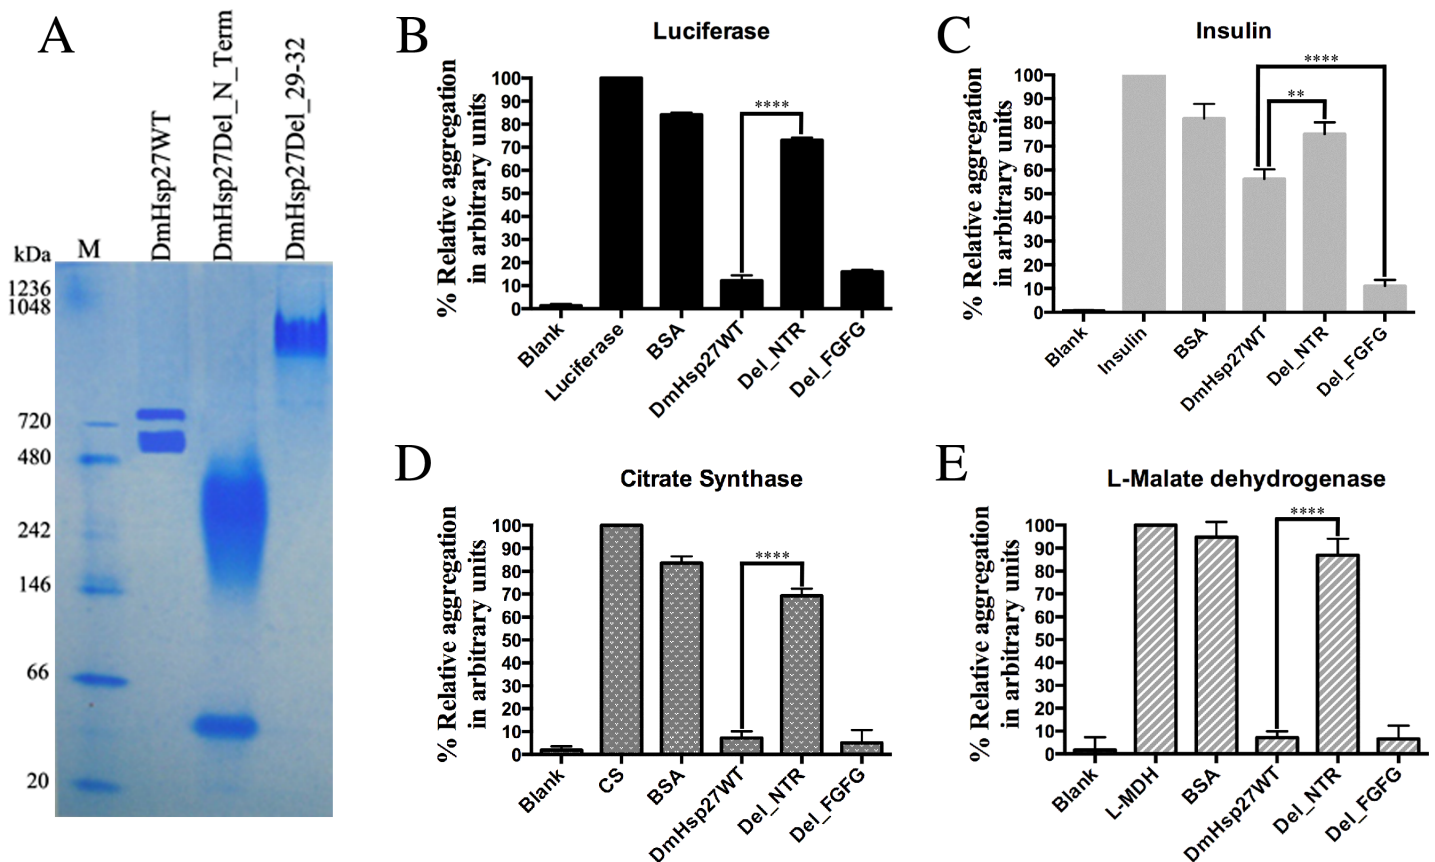 A
DmHsp27WT
DmHsp27Del_N_Term
DmHsp27Del_29-32
kDa
M
1236
1048
720
480
242
146
66
20
B
Luciferase
% Relative aggregation
in arbitrary units
100
90
80
70
60
50
40
30
20
10
0
****
Blank
Luciferase
BSA
DmHsp27WT
Del_NTR
Del_FGFG
C
Insulin
% Relative aggregation
in arbitrary units
100
90
80
70
60
50
40
30
20
10
0
****
**
Blank
Insulin
BSA
DmHsp27WT
Del_NTR
Del_FGFG
D
Citrate Synthase
% Relative aggregation
in arbitrary units
100
90
80
70
60
50
40
30
20
10
0
****
Blank
CS
BSA
DmHsp27WT
Del_NTR
Del_FGFG
E
L-Malate dehydrogenase
% Relative aggregation
in arbitrary units
100
90
80
70
60
50
40
30
20
10
0
****
Blank
L-MDH
BSA
DmHsp27WT
Del_NTR
Del_FGFG